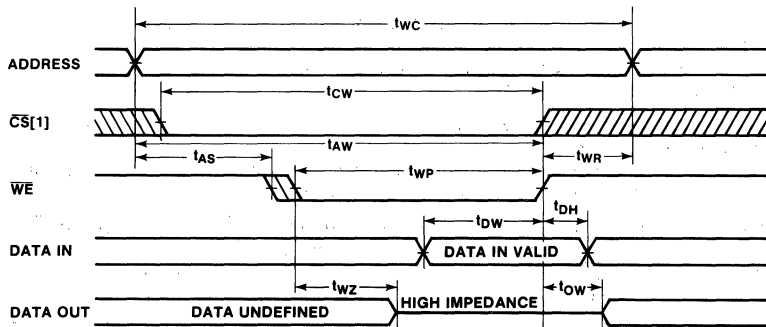 tWC
ADDRESS
tCW
CS[1]
tAW
tAS
tWR
tWP
WE
tDW
tDH
DATA IN
DATA IN VALID
tWZ
tOW
DATA OUT
DATA UNDEFINED
HIGH IMPEDANCE